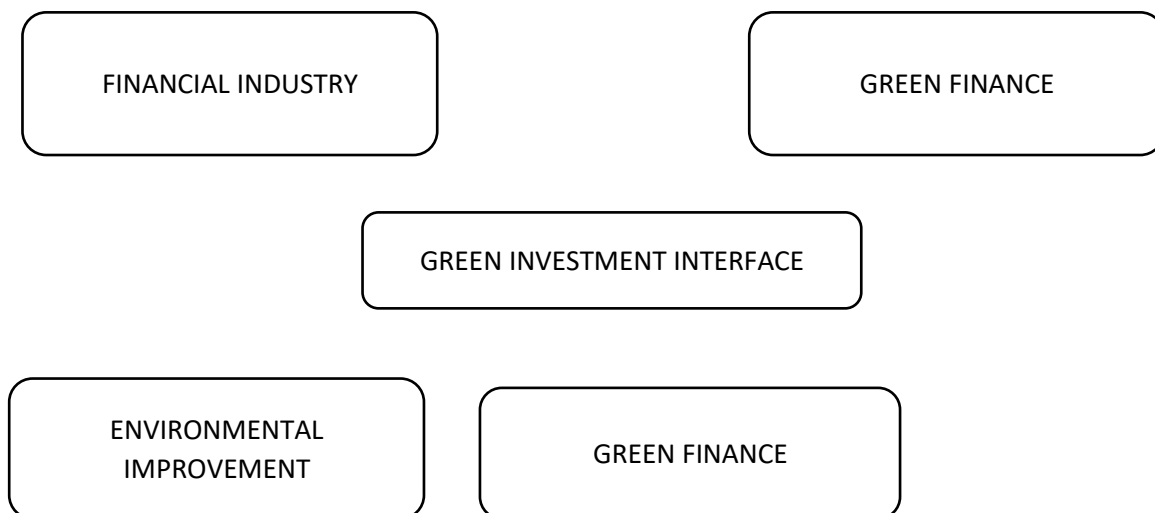 FINANCIAL INDUSTRY
GREEN FINANCE
GREEN INVESTMENT INTERFACE
ENVIRONMENTAL
IMPROVEMENT
GREEN FINANCE